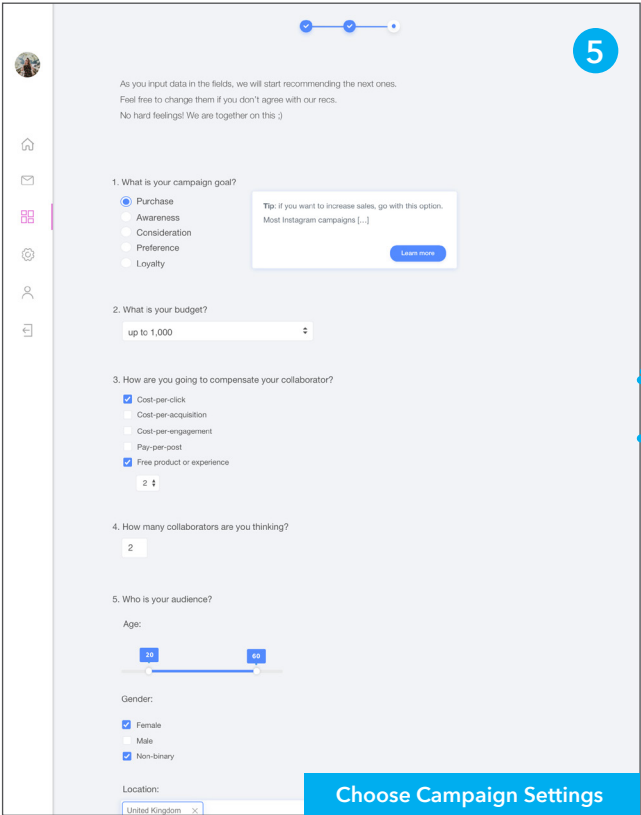 5
As you input data in the fields, we will start recommending the next ones.
Feel free to change them if you don't agree with our recs.
No hard feelings! We are together on this ;)
1. What is your campaign goal?
Purchase
Awareness
Consideration
Preference
Loyalty
Tip: if you want to increase sales, go with this option.
Most Instagram campaigns [...]
Learn more
2. What is your budget?
up to 1,000
3. How are you going to compensate your collaborator?
Cost-per-click
Cost-per-acquisition
Cost-per-engagement
Pay-per-post
Free product or experience
2
4. How many collaborators are you thinking?
2
5. Who is your audience?
Age:
20 60
Gender:
Female
Male
Non-binary
Location:
United Kingdom
Choose Campaign Settings